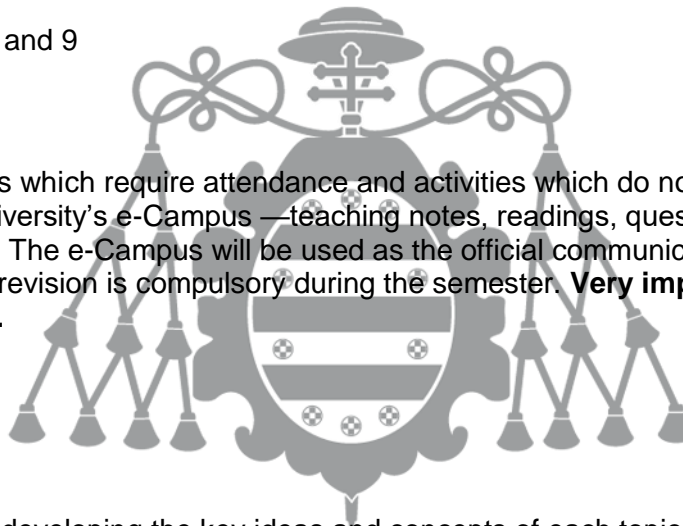 and 9
s which require attendance and activities which do no
iversity’s e-Campus —teaching notes, readings, ques
. The e-Campus will be used as the official communic
revision is compulsory during the semester. Very imp
.
developing the key ideas and concepts of each topic